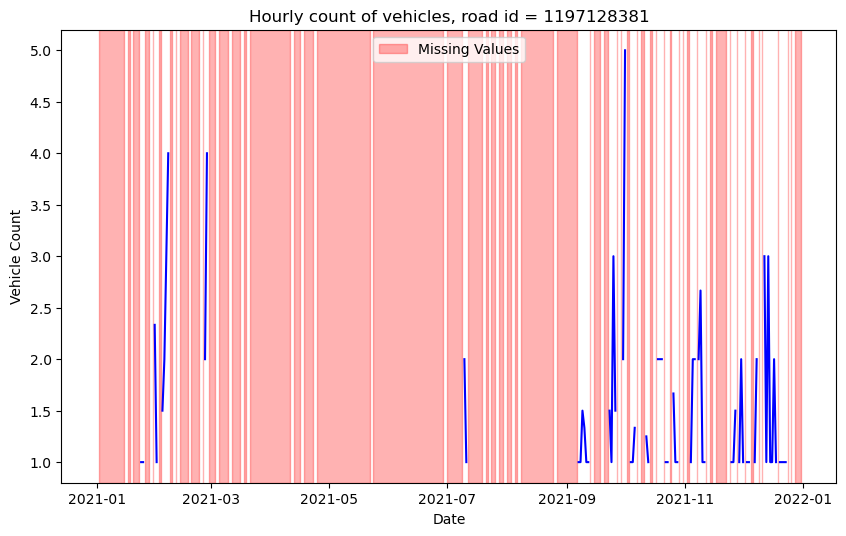 Hourly count of vehicles, road id = 1197128381
Missing Values
Vehicle Count
5.0
4.5
4.0
3.5
3.0
2.5
2.0
1.5
1.0
2021-01 2021-03 2021-05 2021-07 2021-09 2021-11 2022-01
Date